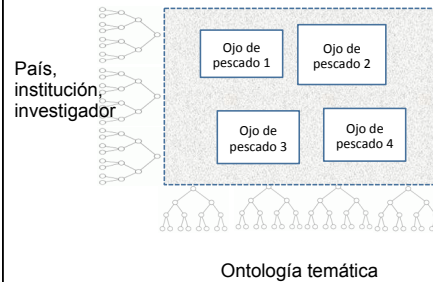 País,
institución,
investigador
Ojo de
pescado 1
Ojo de
pescado 2
Ojo de
pescado 3
Ojo de
pescado 4
Ontología temática